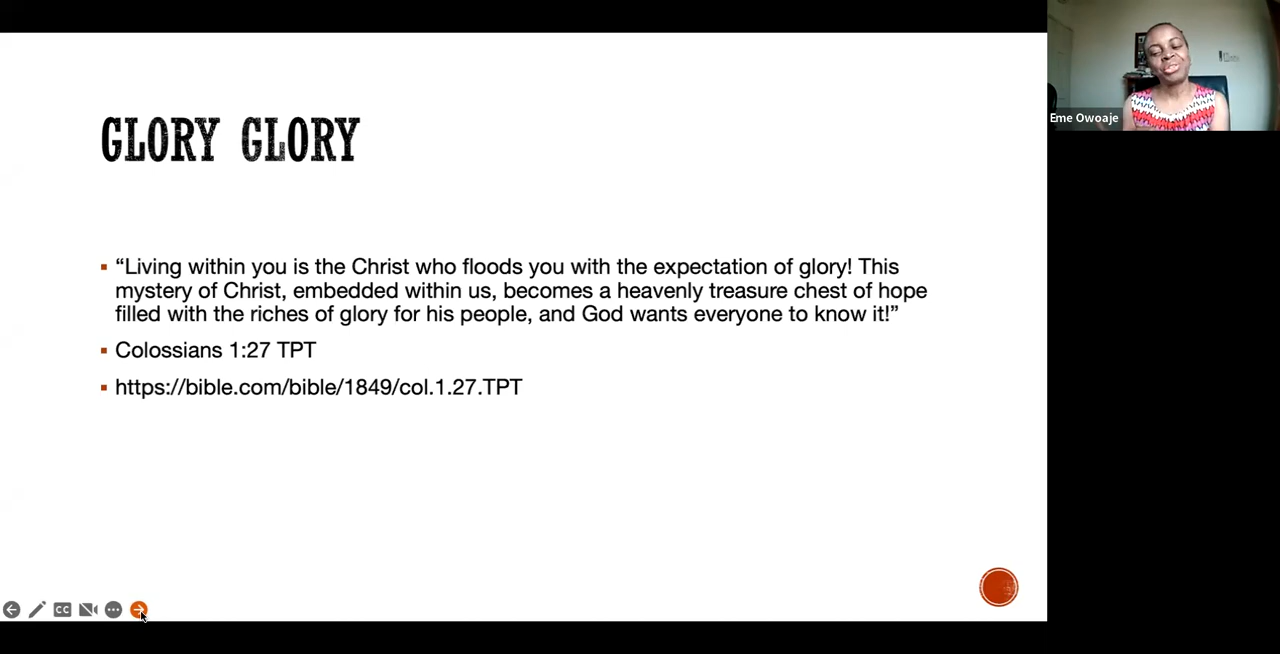 GLORY GLORY
“Living within you is the Christ who floods you with the expectation of glory! This
mystery of Christ, embedded within us, becomes a heavenly treasure chest of hope
filled with the riches of glory for his people, and God wants everyone to know it!”
Colossians 1:27 TPT
https://bible.com/bible/1849/col.1.27.TPT
Eme Owoaje
CC